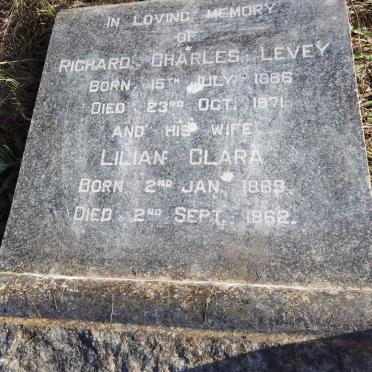 IN LOVING MEMORY
OF
RICHARD CHARLES LEVEY
BORN 15TH JULY 1886
DIED 23RD OCT. 1971
AND HIS WIFE
LILIAN CLARA
BORN 2ND JAN. 1889.
DIED 2ND SEPT. 1962.